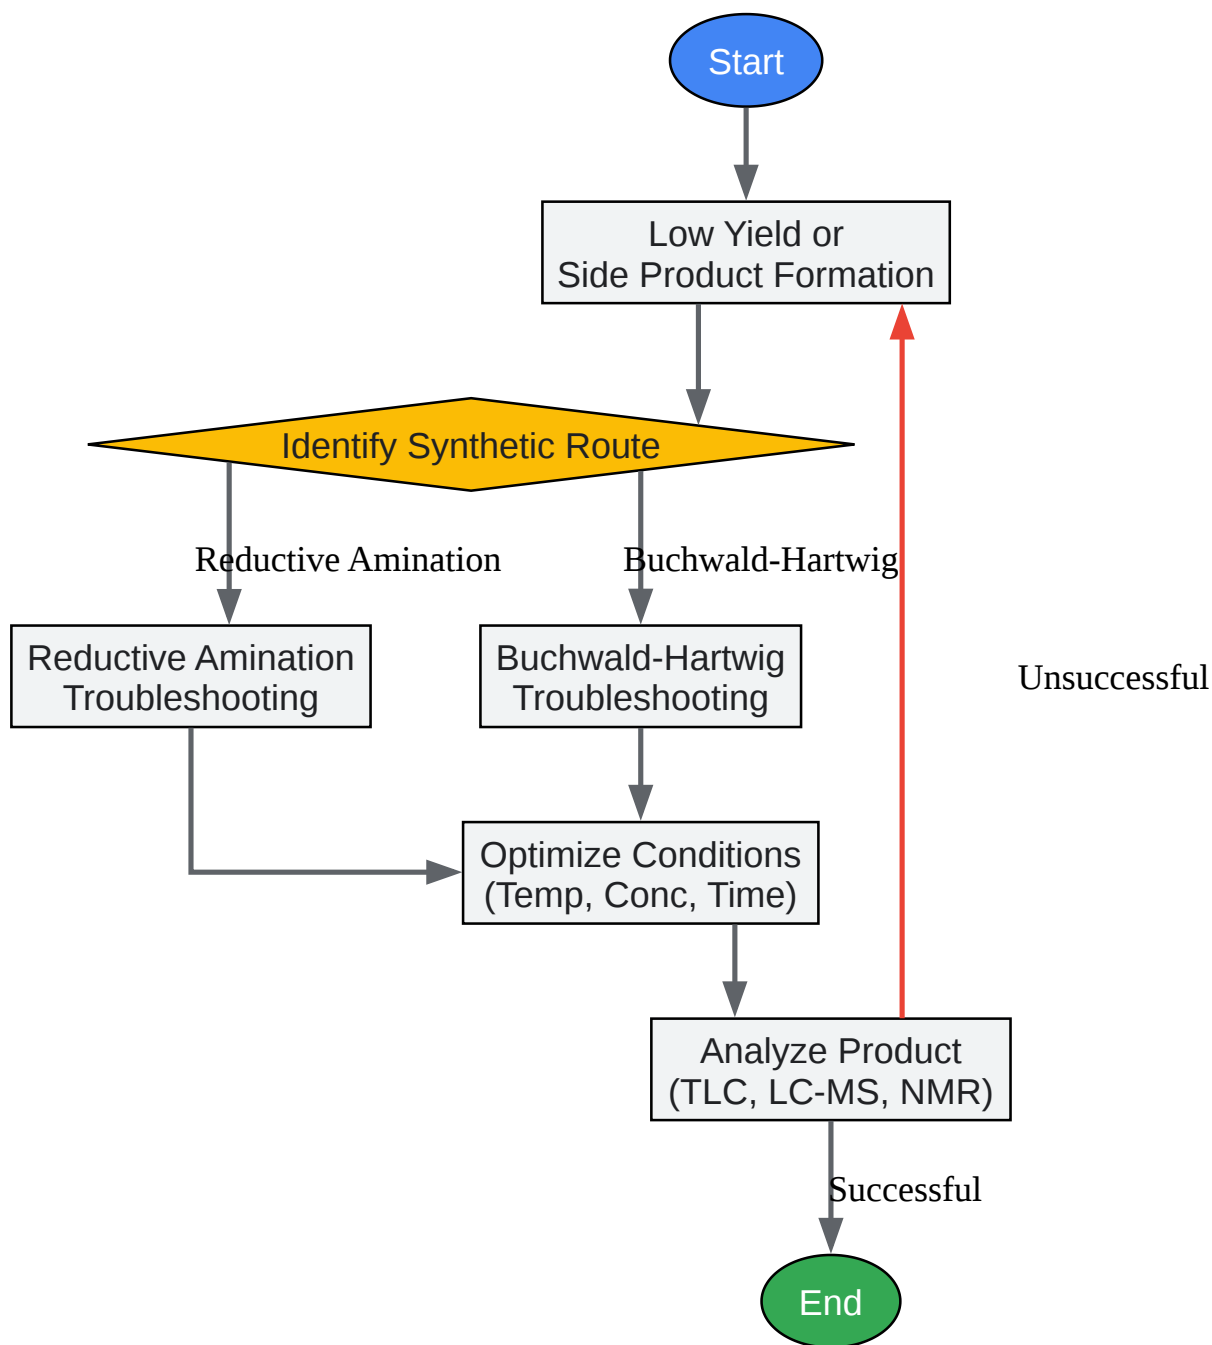 Start
Low Yield or
Side Product Formation
Identify Synthetic Route
Reductive Amination
Buchwald-Hartwig
Reductive Amination
Troubleshooting
Buchwald-Hartwig
Troubleshooting
Unsuccessful
Optimize Conditions
(Temp, Conc, Time)
Analyze Product
(TLC, LC-MS, NMR)
Successful
End